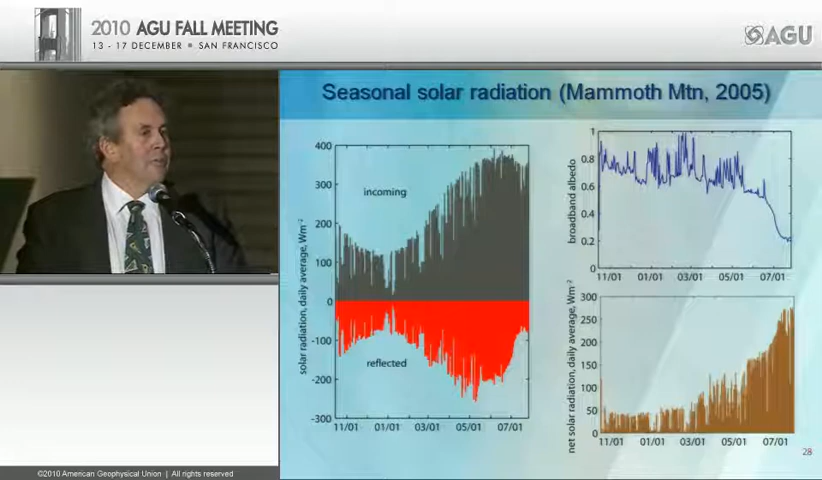 2010 AGU FALL MEETING
13 - 17 DECEMBER ▪ SAN FRANCISCO
AGU
Seasonal solar radiation (Mammoth Mtn, 2005)
solar radiation, daily average, Wm⁻²
400
300
200
100
0
-100
-200
-300
incoming
reflected
11/01 01/01 03/01 05/01 07/01
broadband albedo
1
0.8
0.6
0.4
0.2
0
11/01 01/01 03/01 05/01 07/01
net solar radiation, daily average, Wm⁻²
300
250
200
150
100
50
0
11/01 01/01 03/01 05/01 07/01
28
©2010 American Geophysical Union | All rights reserved